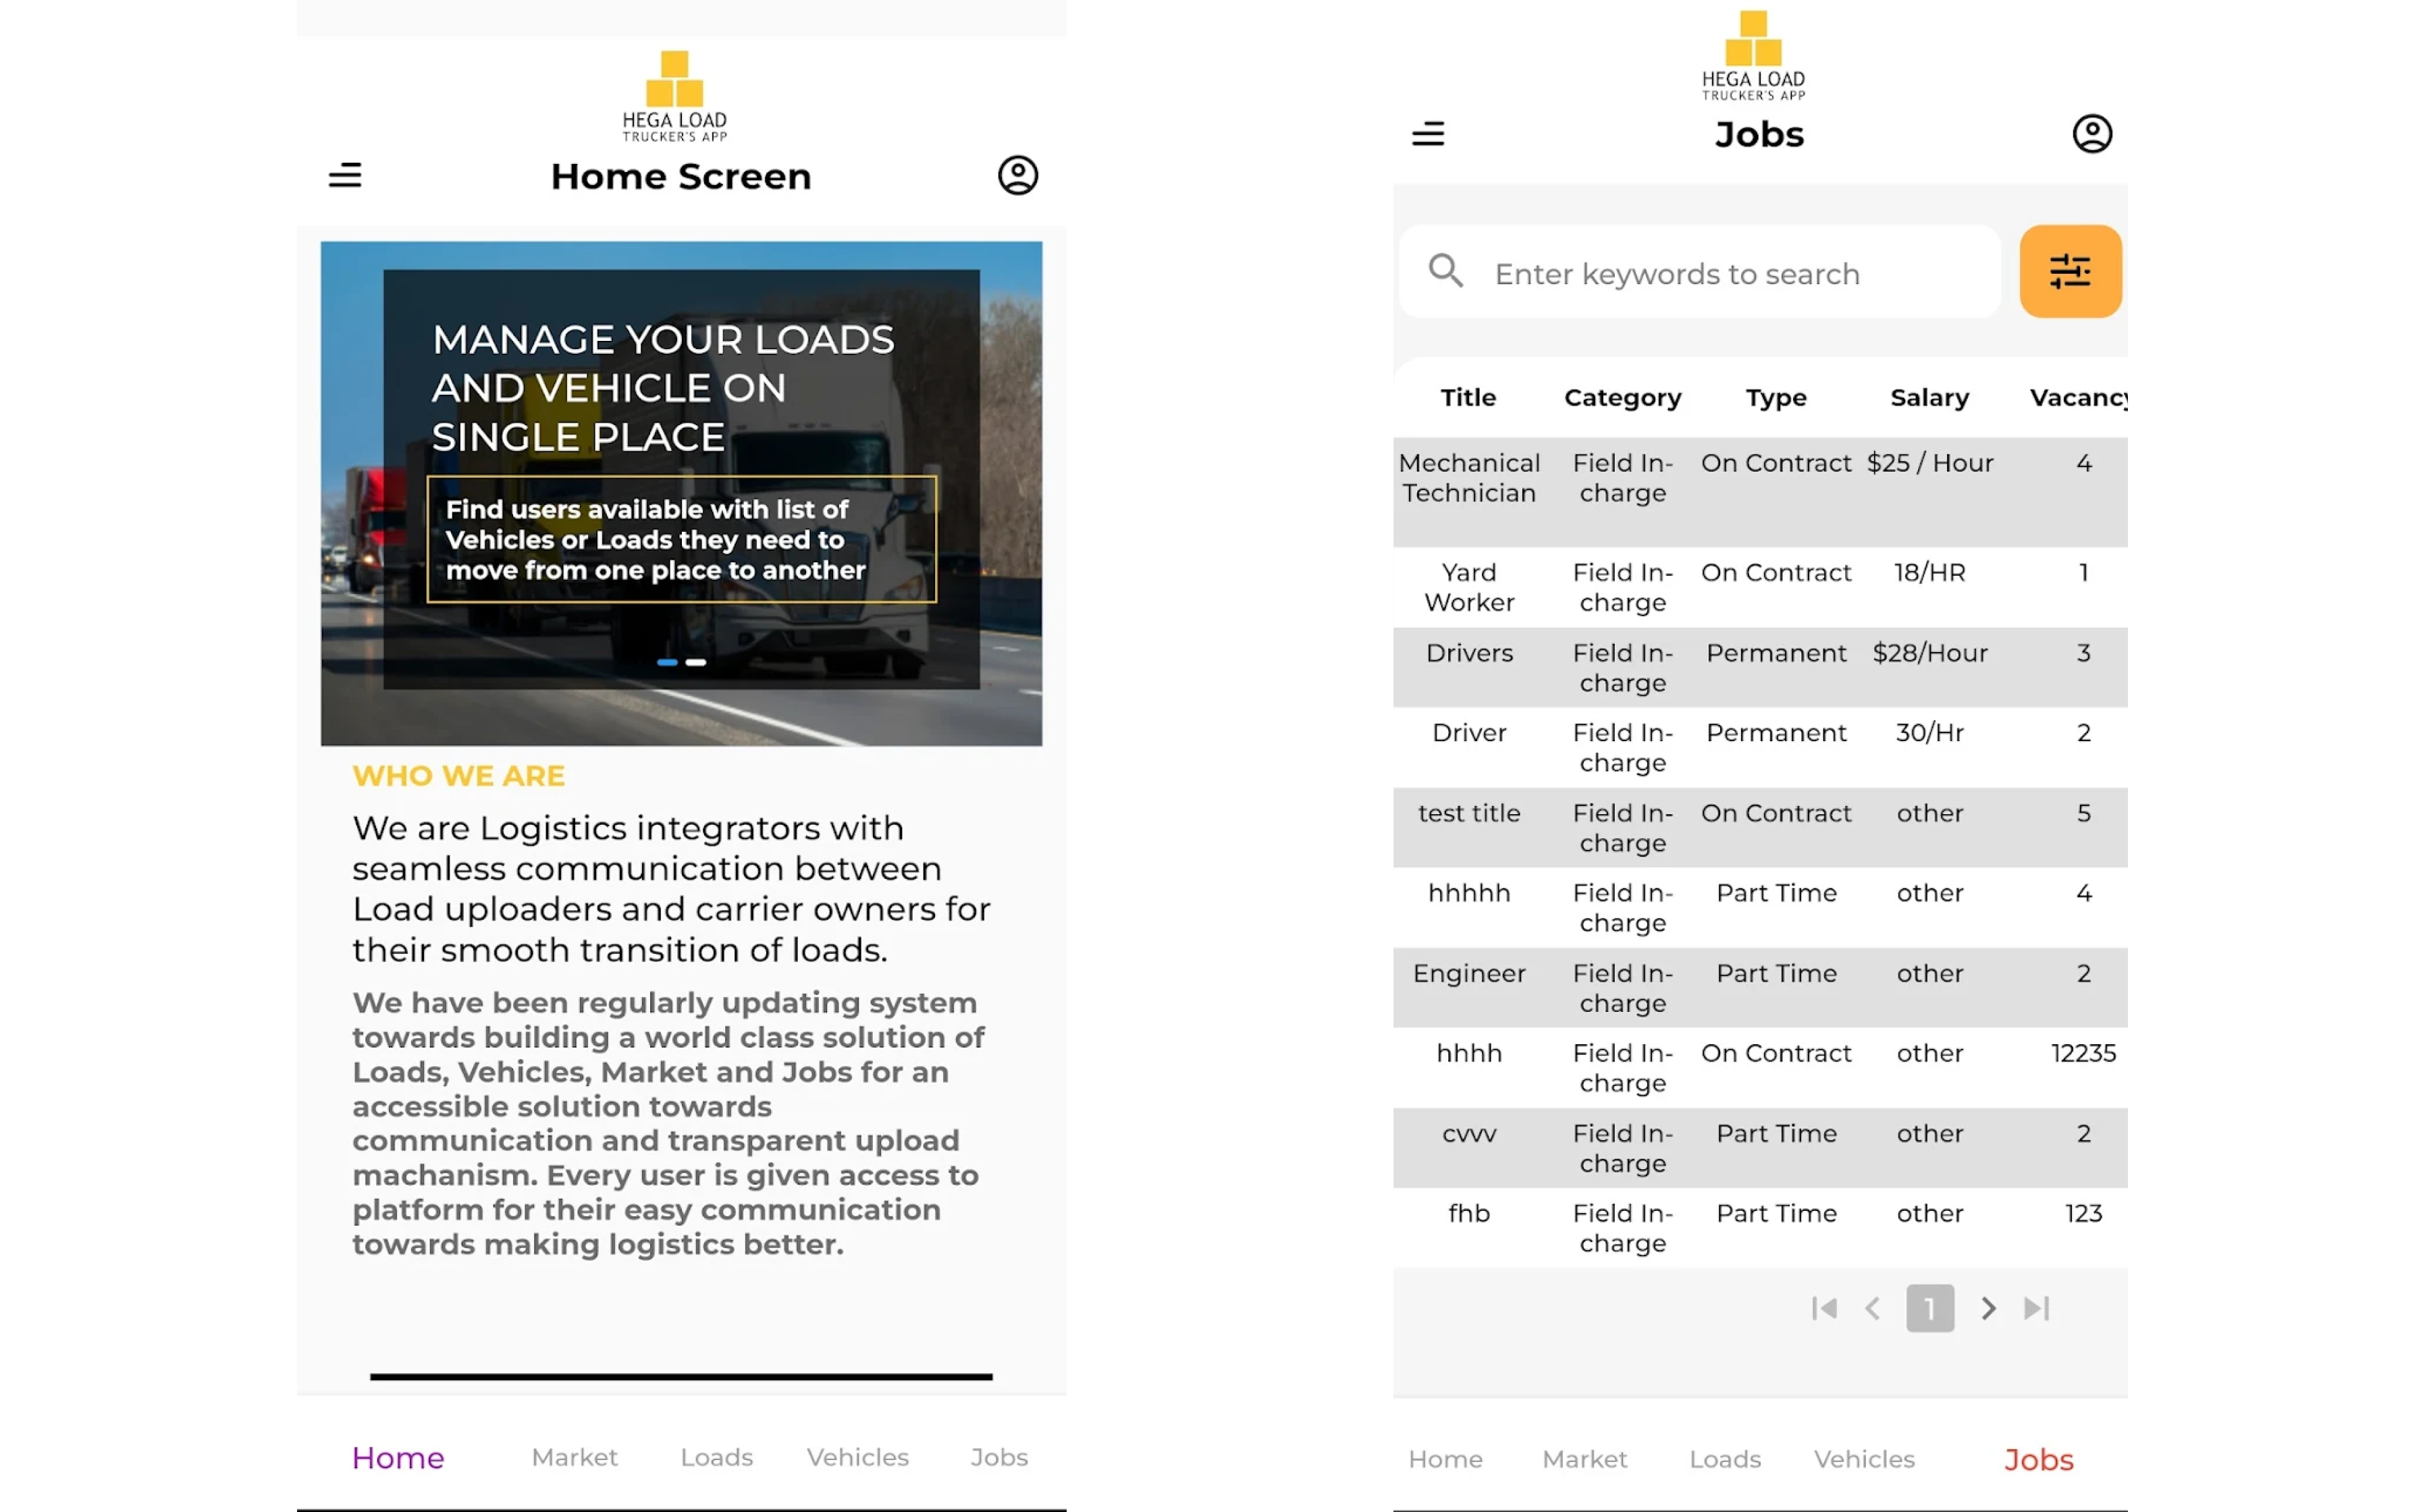 HEGA LOAD
TRUCKER'S APP
Home Screen
MANAGE YOUR LOADS
AND VEHICLE ON
SINGLE PLACE
Find users available with list of
Vehicles or Loads they need to
move from one place to another
WHO WE ARE
We are Logistics integrators with
seamless communication between
Load uploaders and carrier owners for
their smooth transition of loads.
We have been regularly updating system
towards building a world class solution of
Loads, Vehicles, Market and Jobs for an
accessible solution towards
communication and transparent upload
machanism. Every user is given access to
platform for their easy communication
towards making logistics better.
Home Market Loads Vehicles Jobs
HEGA LOAD
TRUCKER'S APP
Jobs
Enter keywords to search
Title Category Type Salary Vacancy
Mechanical Field In- On Contract $25 / Hour 4
Technician charge
Yard Field In- On Contract 18/HR 1
Worker charge
Drivers Field In- Permanent $28/Hour 3
charge
Driver Field In- Permanent 30/Hr 2
charge
test title Field In- On Contract other 5
charge
hhhhh Field In- Part Time other 4
charge
Engineer Field In- Part Time other 2
charge
hhhh Field In- On Contract other 12235
charge
cvvv Field In- Part Time other 2
charge
fhb Field In- Part Time other 123
charge
1
Home Market Loads Vehicles Jobs